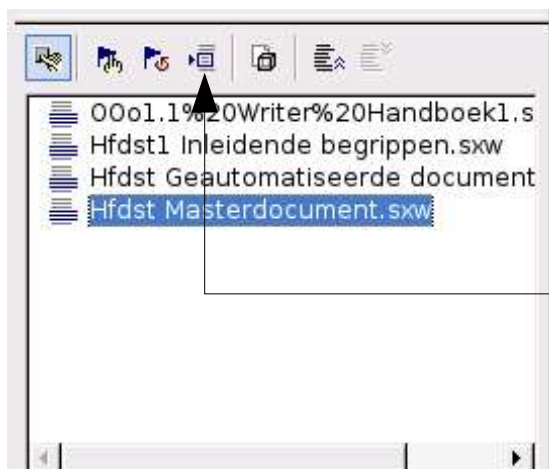 OOo1.1%20Writer%20Handboek1.s
Hfdst1 Inleidende begrippen.sxw
Hfdst Geautomatiseerde document
Hfdst Masterdocument.sxw